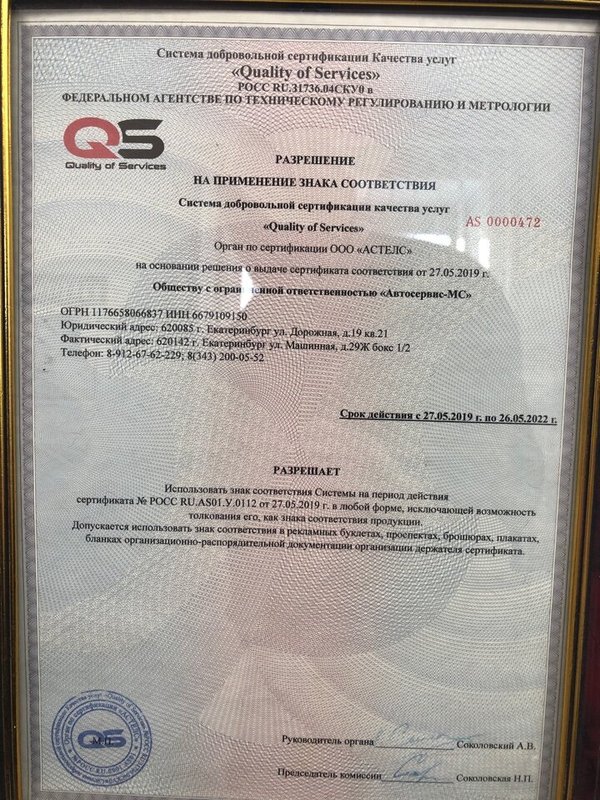 Система добровольной сертификации Качества услуг
«Quality of Services»
РОСС RU.31736.04СКУ0 в
ФЕДЕРАЛЬНОМ АГЕНТСТВЕ ПО ТЕХНИЧЕСКОМУ РЕГУЛИРОВАНИЮ И МЕТРОЛОГИИ
QS
Quality of Services
РАЗРЕШЕНИЕ
НА ПРИМЕНЕНИЕ ЗНАКА СООТВЕТСТВИЯ
Система добровольной сертификации качества услуг
AS 0000472
«Quality of Services»
Орган по сертификации ООО «АСТЕЛС»
на основании решения о выдаче сертификата соответствия от 27.05.2019 г.
Обществу с ограниченной ответственностью «Автосервис-МС»
ОГРН 1176658066837 ИНН 6679109150
Юридический адрес: 620085 г. Екатеринбург ул. Дорожная, д.19 кв.21
Фактический адрес: 620142 г. Екатеринбург ул. Машинная, д.29Ж бокс 1/2
Телефон: 8-912-67-62-229; 8(343) 200-05-52
Срок действия с 27.05.2019 г. по 26.05.2022 г.
РАЗРЕШАЕТ
Использовать знак соответствия Системы на период действия
сертификата № РОСС RU.AS01.У.0112 от 27.05.2019 г. в любой форме, исключающей возможность
толкования его, как знака соответствия продукции.
Допускается использовать знак соответствия в рекламных буклетах, проспектах, брошюрах, плакатах,
бланках организационно-распорядительной документации организации держателя сертификата.
М.П.
QS
Руководитель органа Соколовский А.В.
Председатель комиссии Соколовская Н.П.